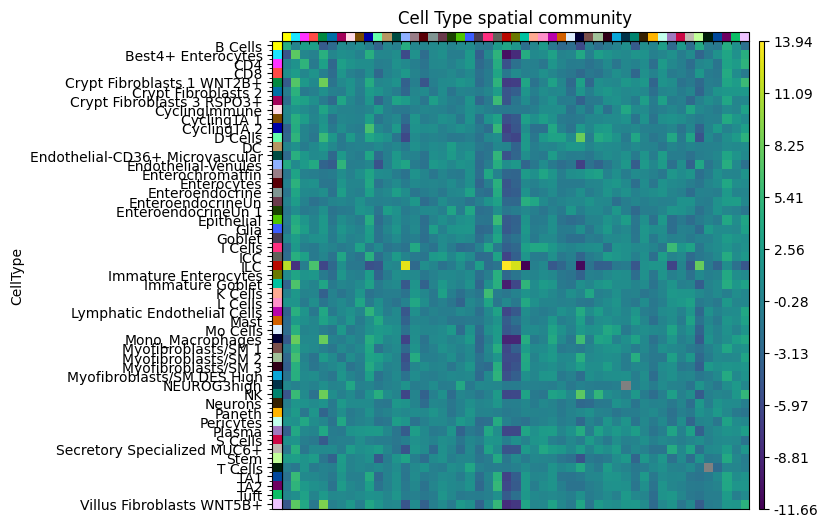 Cell Type spatial community
B Cells
Best4+ Enterocytes
CD4
CD8
Crypt Fibroblasts 1 WNT2B+
Crypt Fibroblasts 2
Crypt Fibroblasts 3 RSPO3+
CyclingImmune
CyclingTA 1
CyclingTA 2
D Cells
DC
Endothelial-CD36+ Microvascular
Endothelial-Venules
Enterochromaffin
Enterocytes
Enteroendocrine
EnteroendocrineUn
EnteroendocrineUn 1
Epithelial
Glia
Goblet
I Cells
ICC
ILC
Immature Enterocytes
Immature Goblet
K Cells
L Cells
Lymphatic Endothelial Cells
Mast
Mo Cells
Mono_Macrophages
Myofibroblasts/SM 1
Myofibroblasts/SM 2
Myofibroblasts/SM 3
Myofibroblasts/SM DES High
NEUROG3high
NK
Neurons
Paneth
Pericytes
Plasma
S Cells
Secretory Specialized MUC6+
Stem
T Cells
TA1
TA2
Tuft
Villus Fibroblasts WNT5B+
CellType
13.94
11.09
8.25
5.41
2.56
-0.28
-3.13
-5.97
-8.81
-11.66